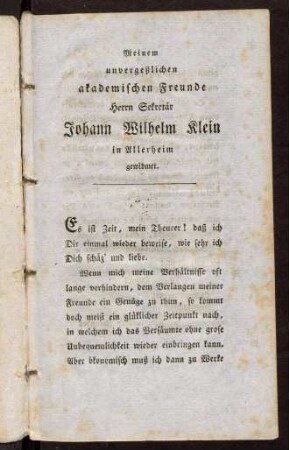 Meinem
unvergeßlichen
akademischen Freunde
Herrn Sekretär
Johann Wilhelm Klein
in Allerheim
gewidmet.
Es ist Zeit, mein Theurer! daß ich
Dir einmal wieder beweise, wie sehr ich
Dich schäz' und liebe.
Wenn mich meine Verhältnisse oft
lange verhindern, dem Verlangen meiner
Freunde ein Genüge zu thun, so kommt
doch meist ein glüklicher Zeitpunkt nach,
in welchem ich das Versäumte ohne grose
Unbequemlichkeit wieder einbringen kann.
Aber ökonomisch muß ich dann zu Werke